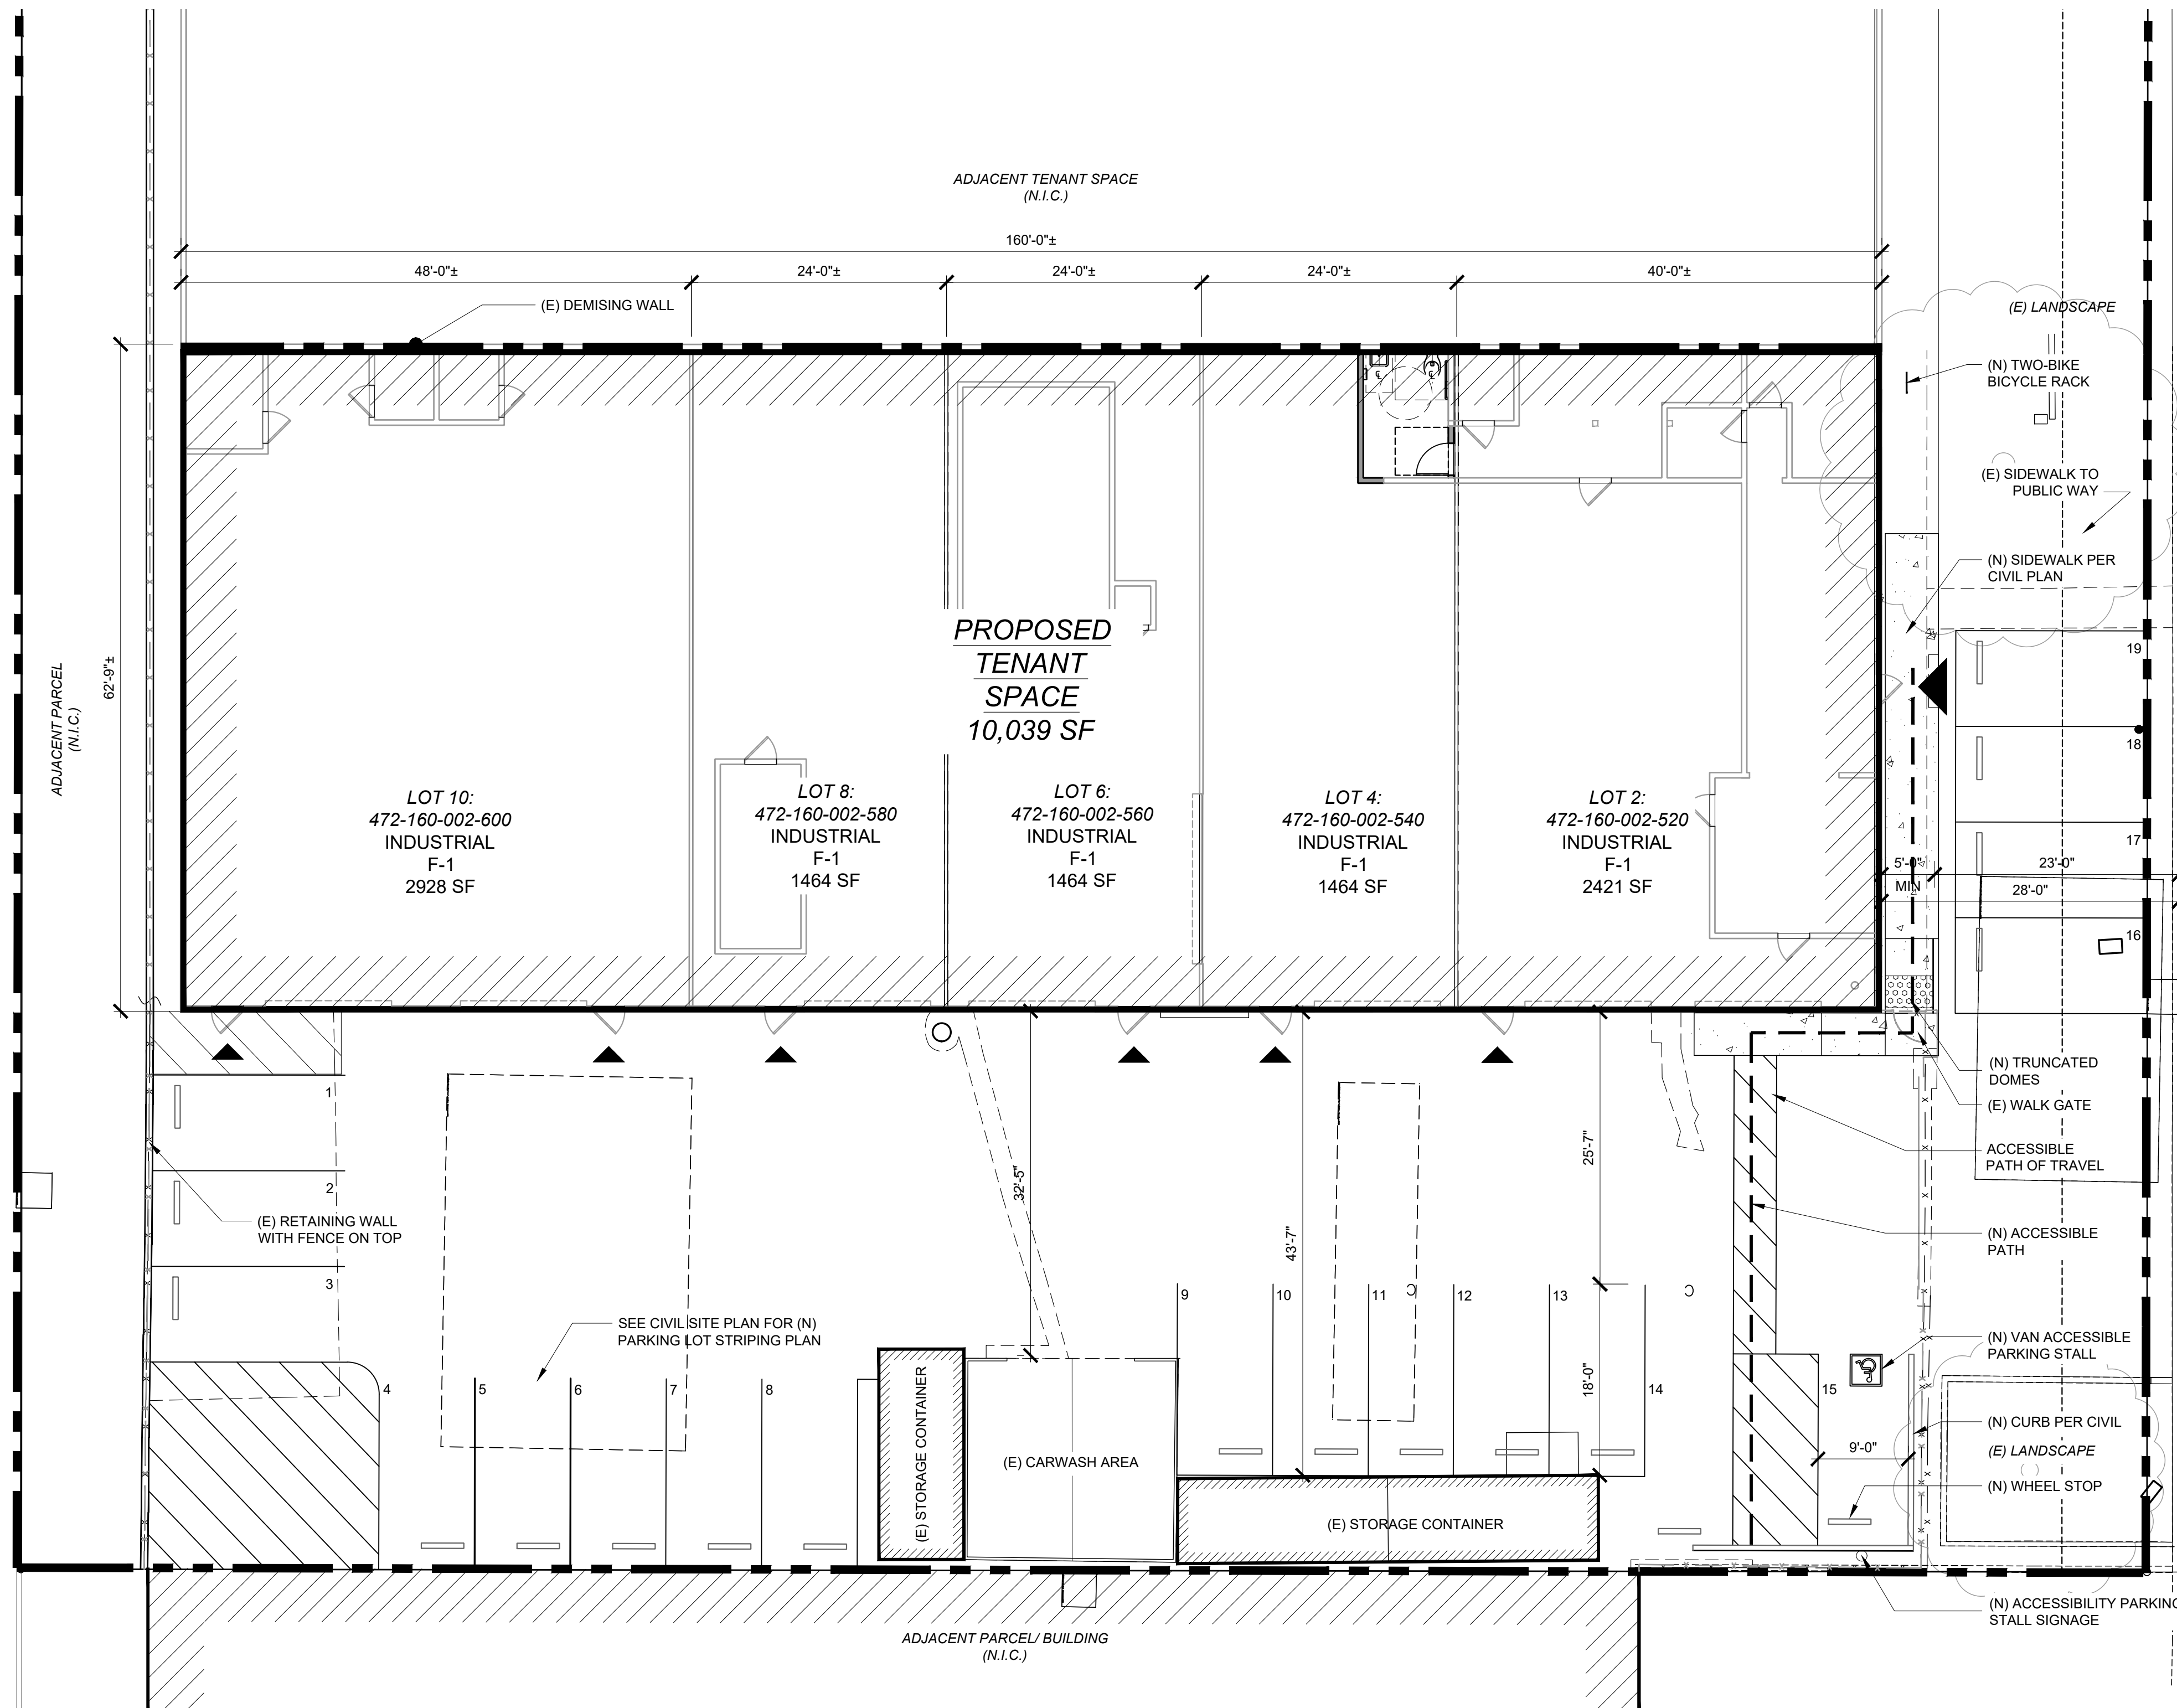 ADJACENT TENANT SPACE
(N.I.C.)
160'-0"±
48'-0"±
24'-0"±
24'-0"±
24'-0"±
40'-0"±
(E) DEMISING WALL
(E) LANDSCAPE
(N) TWO-BIKE
BICYCLE RACK
(E) SIDEWALK TO
PUBLIC WAY
(N) SIDEWALK PER
CIVIL PLAN
62'-9"±
ADJACENT PARCEL
(N.I.C.)
PROPOSED
TENANT
SPACE
10,039 SF
LOT 10:
472-160-002-600
INDUSTRIAL
F-1
2928 SF
LOT 8:
472-160-002-580
INDUSTRIAL
F-1
1464 SF
LOT 6:
472-160-002-560
INDUSTRIAL
F-1
1464 SF
LOT 4:
472-160-002-540
INDUSTRIAL
F-1
1464 SF
LOT 2:
472-160-002-520
INDUSTRIAL
F-1
2421 SF
19
18
17
16
5'-0"
MIN
23'-0"
28'-0"
(N) TRUNCATED
DOMES
(E) WALK GATE
ACCESSIBLE
PATH OF TRAVEL
(N) ACCESSIBLE
PATH
(N) VAN ACCESSIBLE
PARKING STALL
(N) CURB PER CIVIL
(E) LANDSCAPE
(N) WHEEL STOP
(N) ACCESSIBILITY PARKING
STALL SIGNAGE
1
2
3
(E) RETAINING WALL
WITH FENCE ON TOP
SEE CIVIL SITE PLAN FOR (N)
PARKING LOT STRIPING PLAN
32'-5"
43'-7"
25'-7"
18'-0"
4
5
6
7
8
9
10
11
12
13
14
15
9'-0"
(E) STORAGE CONTAINER
(E) CARWASH AREA
(E) STORAGE CONTAINER
ADJACENT PARCEL/ BUILDING
(N.I.C.)